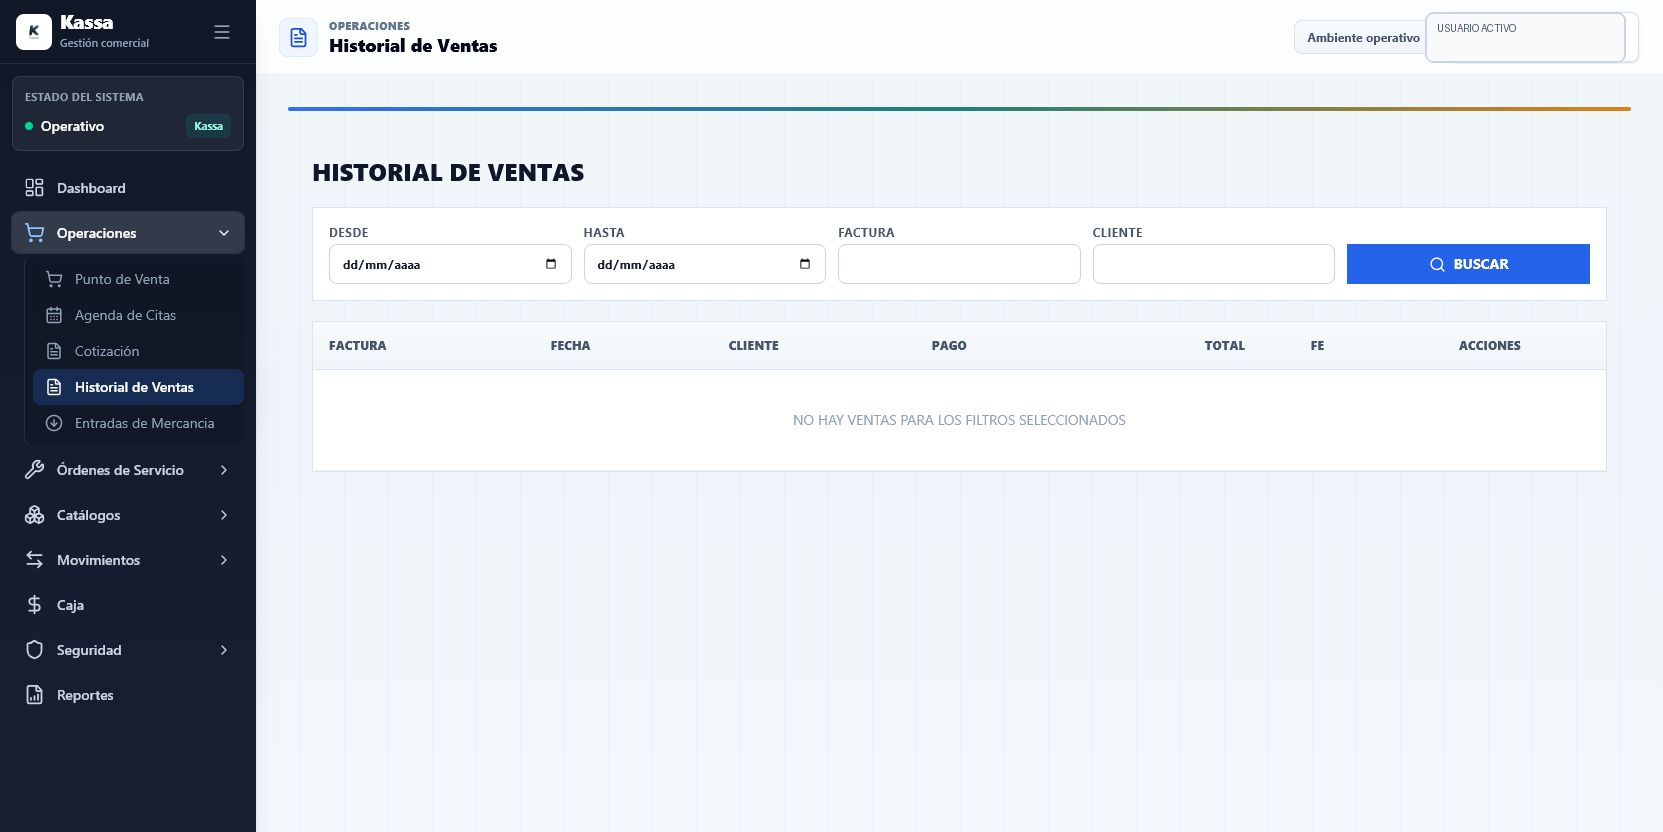 Kassa
Gestión comercial
ESTADO DEL SISTEMA
Operativo
Kassa
Dashboard
Operaciones
Punto de Venta
Agenda de Citas
Cotización
Historial de Ventas
Entradas de Mercancia
Órdenes de Servicio
Catálogos
Movimientos
Caja
Seguridad
Reportes
OPERACIONES
Historial de Ventas
Ambiente operativo
USUARIO ACTIVO
HISTORIAL DE VENTAS
DESDE HASTA FACTURA CLIENTE
dd/mm/aaaa dd/mm/aaaa BUSCAR
FACTURA FECHA CLIENTE PAGO TOTAL FE ACCIONES
NO HAY VENTAS PARA LOS FILTROS SELECCIONADOS